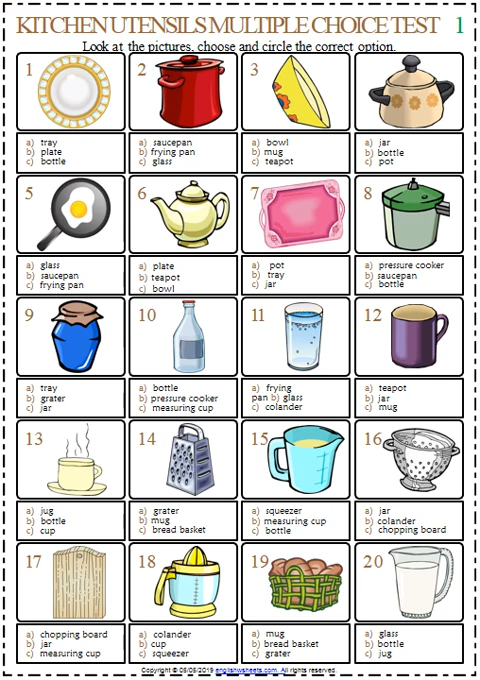 KITCHEN UTENSILS MULTIPLE CHOICE TEST 1
Look at the pictures, choose and circle the correct option.
1
a) tray
b) plate
c) bottle
2
a) saucepan
b) frying pan
c) glass
3
a) bowl
b) mug
c) teapot
4
a) jar
b) bottle
c) pot
5
a) glass
b) saucepan
c) frying pan
6
a) plate
b) teapot
c) bowl
7
a) pot
b) tray
c) jar
8
a) pressure cooker
b) saucepan
c) bottle
9
a) tray
b) grater
c) jar
10
a) bottle
b) pressure cooker
c) measuring cup
11
a) frying
pan b) glass
c) colander
12
a) teapot
b) jar
c) mug
13
a) jug
b) bottle
c) cup
14
a) grater
b) mug
c) bread basket
15
a) squeezer
b) measuring cup
c) bottle
16
a) jar
b) colander
c) chopping board
17
a) chopping board
b) jar
c) measuring cup
18
a) colander
b) cup
c) squeezer
19
a) mug
b) bread basket
c) grater
20
a) glass
b) bottle
c) jug
Copyright © 05/05/2019 englishwsheets.com. All rights reserved.